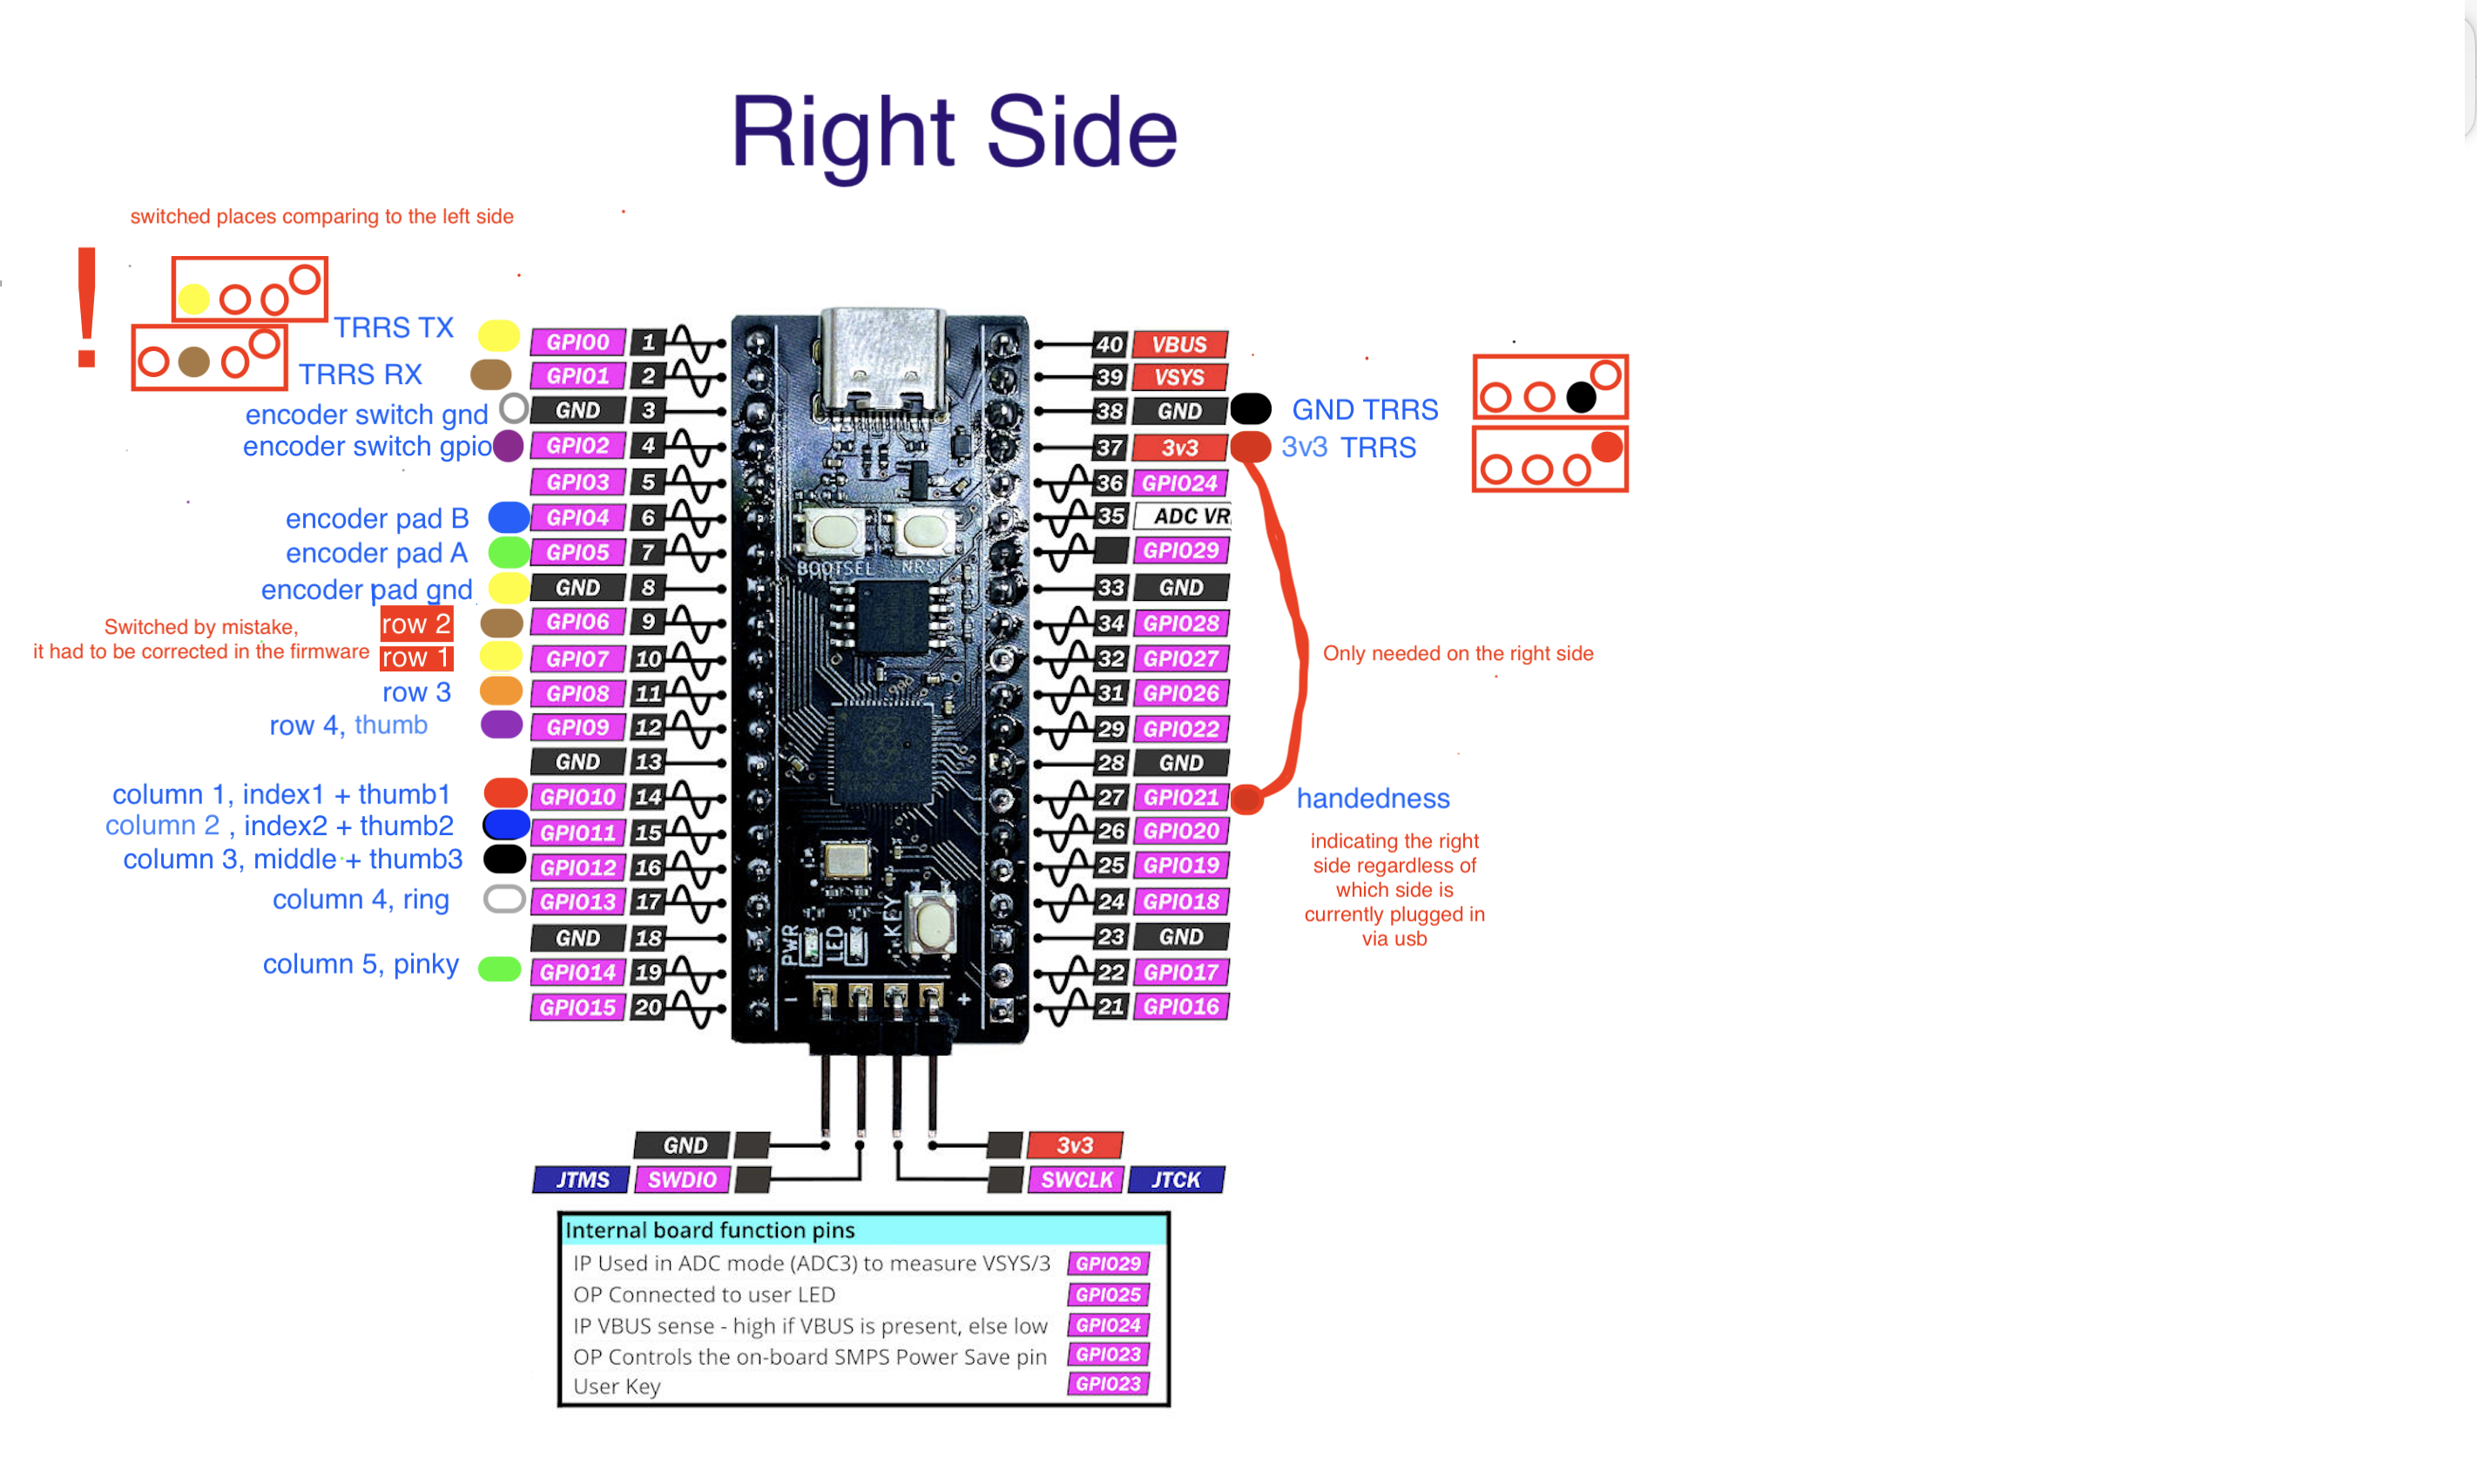 Right Side
switched places comparing to the left side
!
TRRS TX
GPIO0 1
TRRS RX
GPIO1 2
encoder switch gnd
GND 3
encoder switch gpio
GPIO2 4
GPIO3 5
encoder pad B
GPIO4 6
encoder pad A
GPIO5 7
encoder pad gnd
GND 8
Switched by mistake,
it had to be corrected in the firmware
row 2
GPIO6 9
row 1
GPIO7 10
row 3
GPIO8 11
row 4, thumb
GPIO9 12
GND 13
column 1, index1 + thumb1
GPIO10 14
column 2 , index2 + thumb2
GPIO11 15
column 3, middle + thumb3
GPIO12 16
column 4, ring
GPIO13 17
GND 18
column 5, pinky
GPIO14 19
GPIO15 20
BOOTSEL NRST
PWR
LED
KEY
– +
40 VBUS
39 VSYS
38 GND
GND TRRS
37 3v3
3v3 TRRS
36 GPIO24
35 ADC VR
GPIO29
33 GND
34 GPIO28
32 GPIO27
31 GPIO26
29 GPIO22
28 GND
27 GPIO21
26 GPIO20
25 GPIO19
24 GPIO18
23 GND
22 GPIO17
21 GPIO16
Only needed on the right side
handedness
indicating the right
side regardless of
which side is
currently plugged in
via usb
GND
3v3
JTMS SWDIO
SWCLK JTCK
Internal board function pins
IP Used in ADC mode (ADC3) to measure VSYS/3 GPIO29
OP Connected to user LED GPIO25
IP VBUS sense - high if VBUS is present, else low GPIO24
OP Controls the on-board SMPS Power Save pin GPIO23
User Key GPIO23